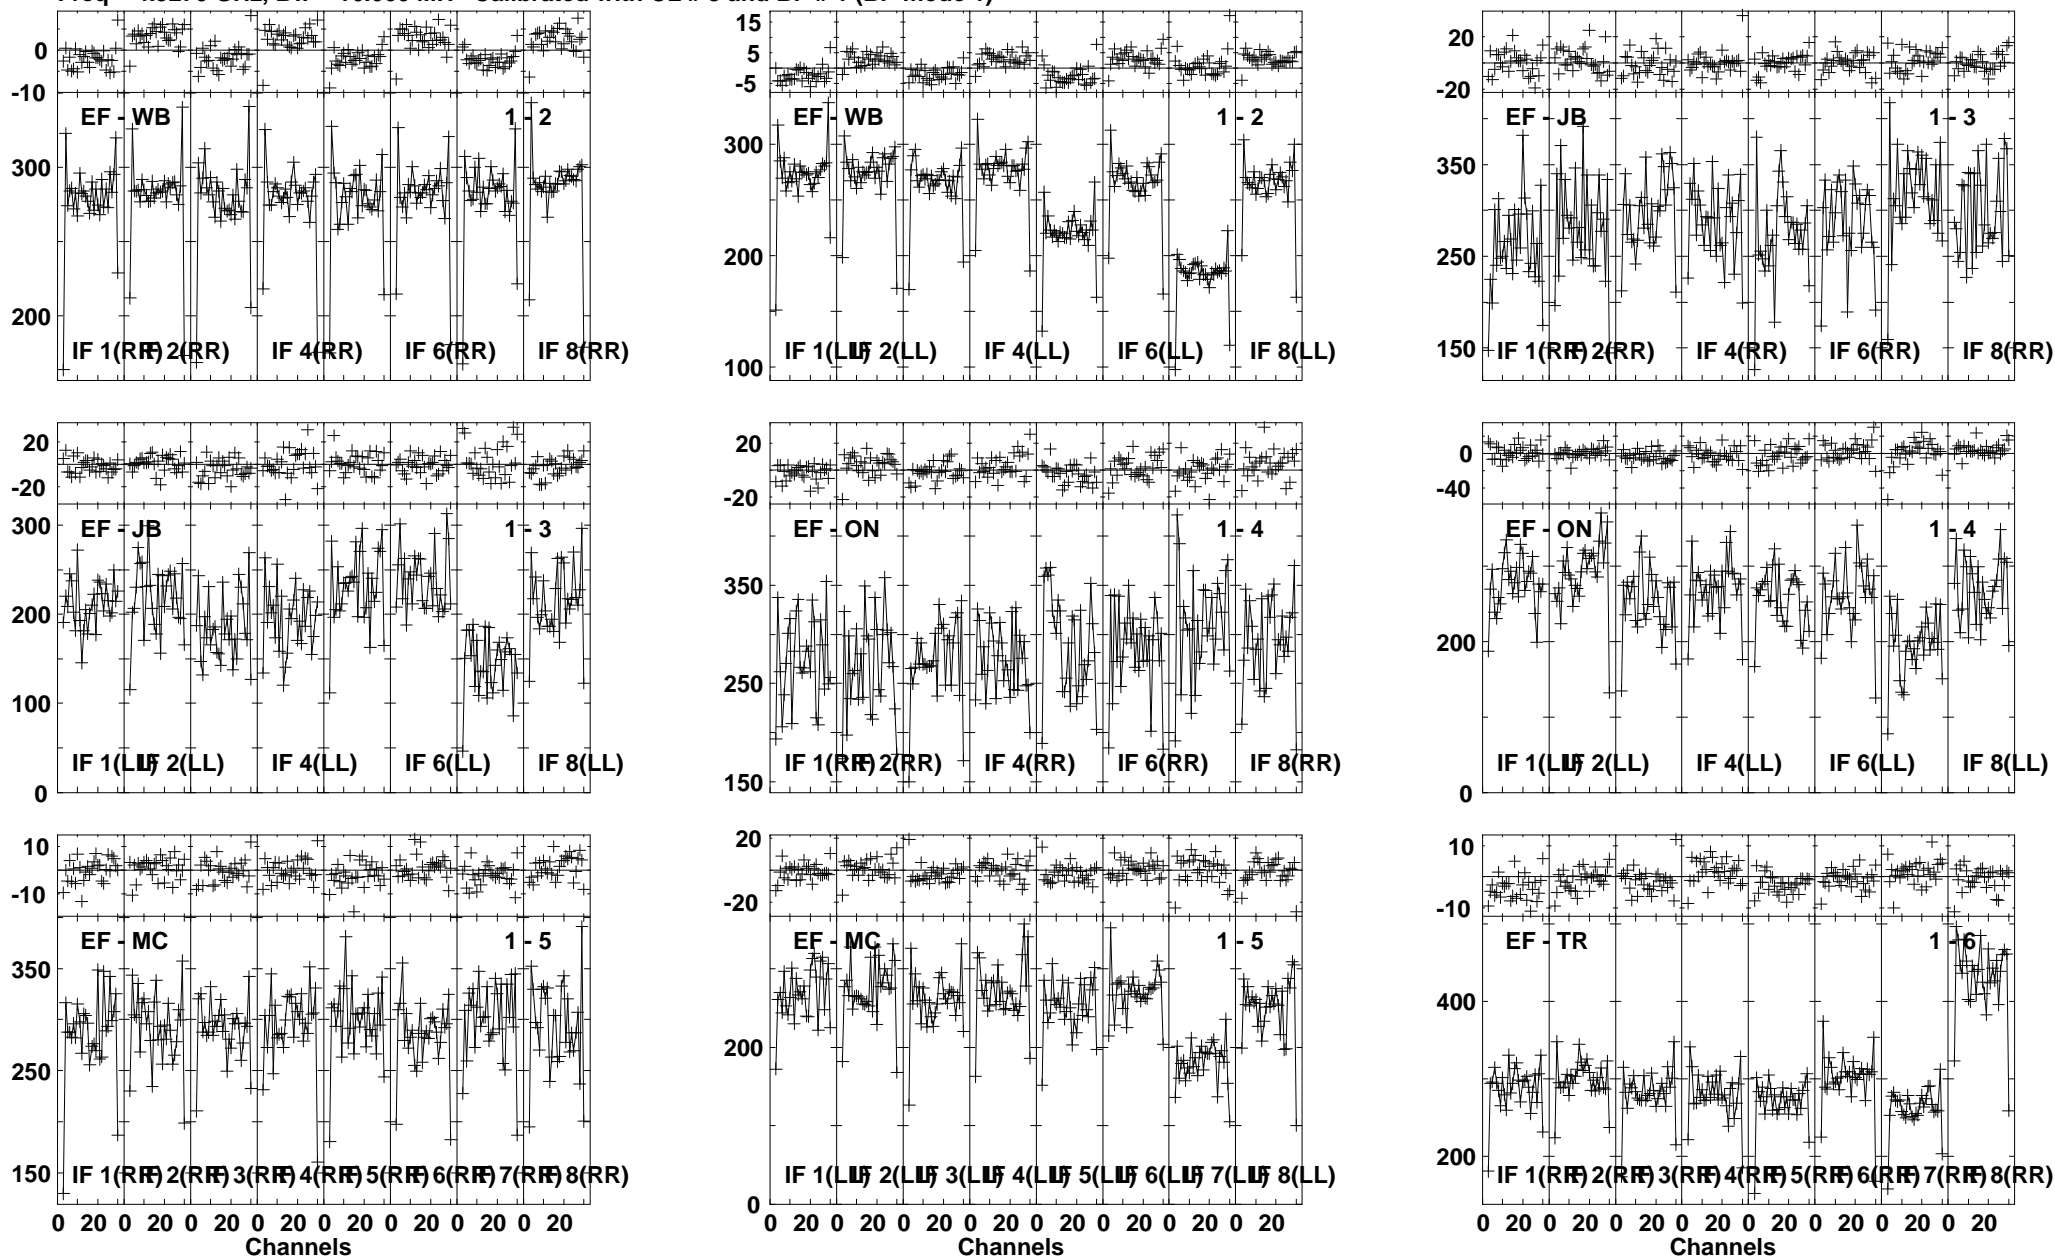 0
-10
EF - WB 1 - 2
300
200
IF 1(RR) IF 2(RR) IF 4(RR) IF 6(RR) IF 8(RR)
15
5
-5
EF - WB 1 - 2
300
200
100
IF 1(LL) IF 2(LL) IF 4(LL) IF 6(LL) IF 8(LL)
20
0
-20
EF - JB 1 - 3
350
250
150
IF 1(RR) IF 2(RR) IF 4(RR) IF 6(RR) IF 8(RR)
20
-20
EF - JB 1 - 3
300
200
100
0
IF 1(LL) IF 2(LL) IF 4(LL) IF 6(LL) IF 8(LL)
20
-20
EF - ON 1 - 4
350
250
150
IF 1(RR) IF 2(RR) IF 4(RR) IF 6(RR) IF 8(RR)
0
-40
EF - ON 1 - 4
200
0
IF 1(LL) IF 2(LL) IF 4(LL) IF 6(LL) IF 8(LL)
10
-10
EF - MC 1 - 5
350
250
150
IF 1(RR) IF 2(RR) IF 3(RR) IF 4(RR) IF 5(RR) IF 6(RR) IF 7(RR) IF 8(RR)
0 20 0 20 0 20 0 20 0 20 0 20 0 20 0 20
Channels
20
-20
EF - MC 1 - 5
200
0
IF 1(LL) IF 2(LL) IF 3(LL) IF 4(LL) IF 5(LL) IF 6(LL) IF 7(LL) IF 8(LL)
0 20 0 20 0 20 0 20 0 20 0 20 0 20 0 20
Channels
10
-10
EF - TR 1 - 6
400
200
IF 1(RR) IF 2(RR) IF 3(RR) IF 4(RR) IF 5(RR) IF 6(RR) IF 7(RR) IF 8(RR)
0 20 0 20 0 20 0 20 0 20 0 20 0 20 0 20
Channels